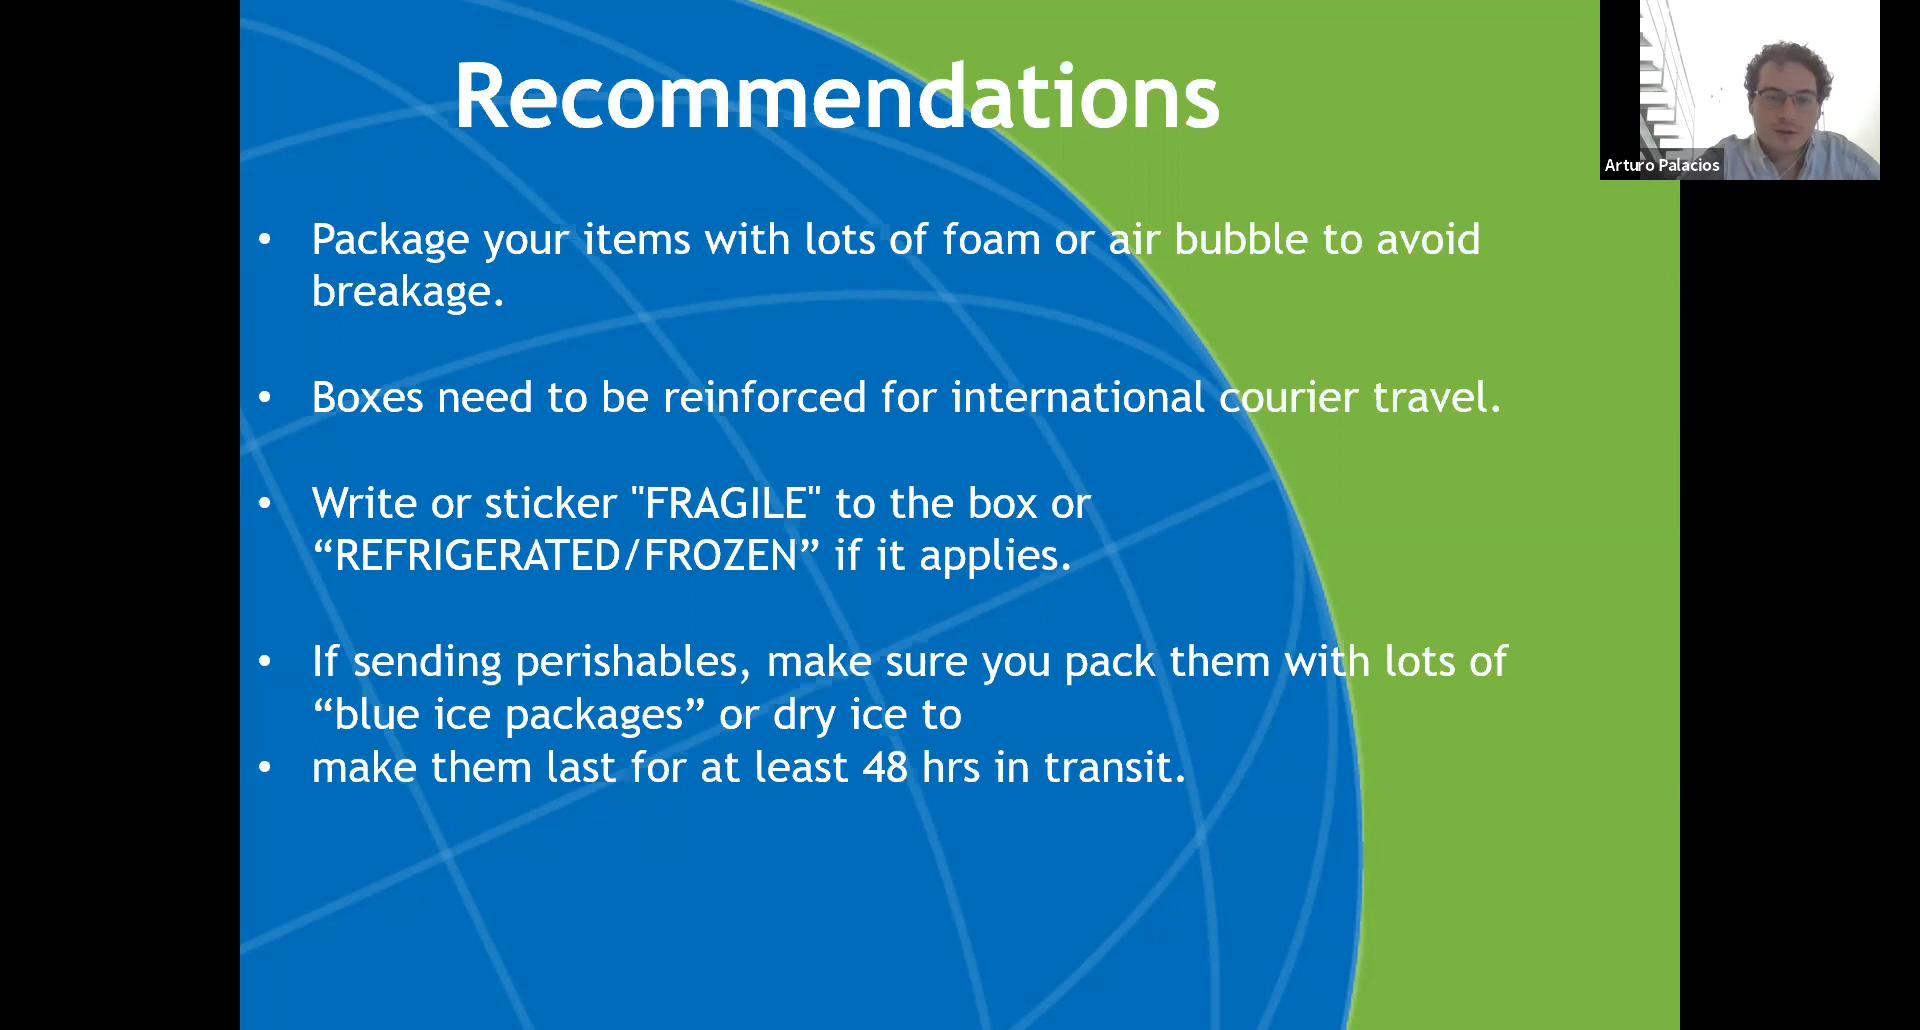 Recommendations
Arturo Palacios
• Package your items with lots of foam or air bubble to avoid
breakage.
• Boxes need to be reinforced for international courier travel.
• Write or sticker "FRAGILE" to the box or
“REFRIGERATED/FROZEN” if it applies.
• If sending perishables, make sure you pack them with lots of
“blue ice packages” or dry ice to
• make them last for at least 48 hrs in transit.